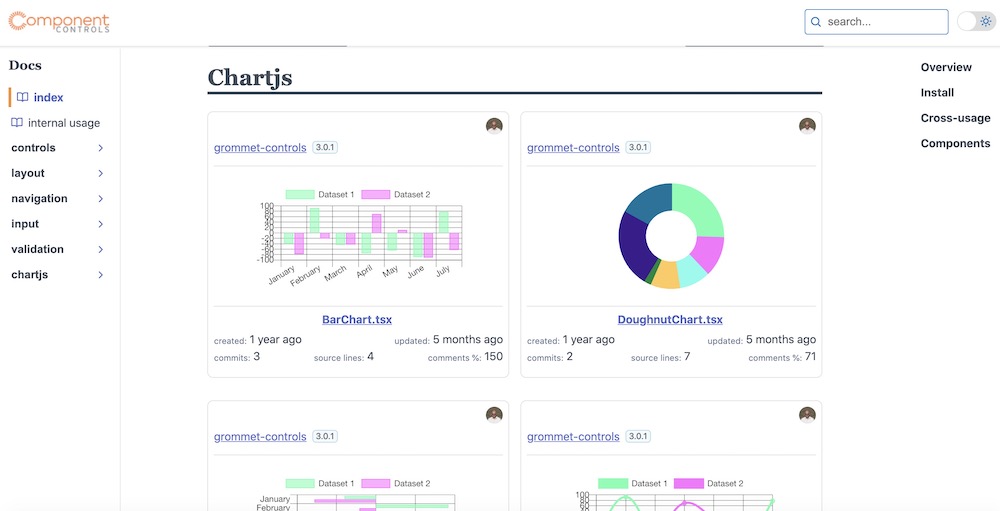 Component
CONTROLS
search...
Docs
index
internal usage
controls
layout
navigation
input
validation
chartjs
Chartjs
grommet-controls 3.0.1
Dataset 1 Dataset 2
100
80
60
40
20
-20
-40
-60
-80
-100
January February March April May June July
BarChart.tsx
created: 1 year ago updated: 5 months ago
commits: 3 source lines: 4 comments %: 150
grommet-controls 3.0.1
DoughnutChart.tsx
created: 1 year ago updated: 5 months ago
commits: 2 source lines: 7 comments %: 71
grommet-controls 3.0.1
Dataset 1 Dataset 2
January
February
grommet-controls 3.0.1
Dataset 1 Dataset 2
100
80
60
Overview
Install
Cross-usage
Components